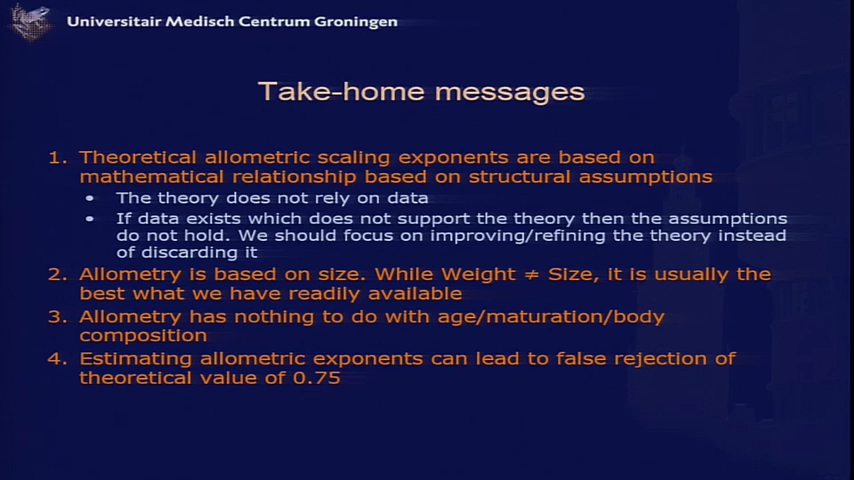 Universitair Medisch Centrum Groningen
Take-home messages
1. Theoretical allometric scaling exponents are based on
mathematical relationship based on structural assumptions
• The theory does not rely on data
• If data exists which does not support the theory then the assumptions
do not hold. We should focus on improving/refining the theory instead
of discarding it
2. Allometry is based on size. While Weight ≠ Size, it is usually the
best what we have readily available
3. Allometry has nothing to do with age/maturation/body
composition
4. Estimating allometric exponents can lead to false rejection of
theoretical value of 0.75